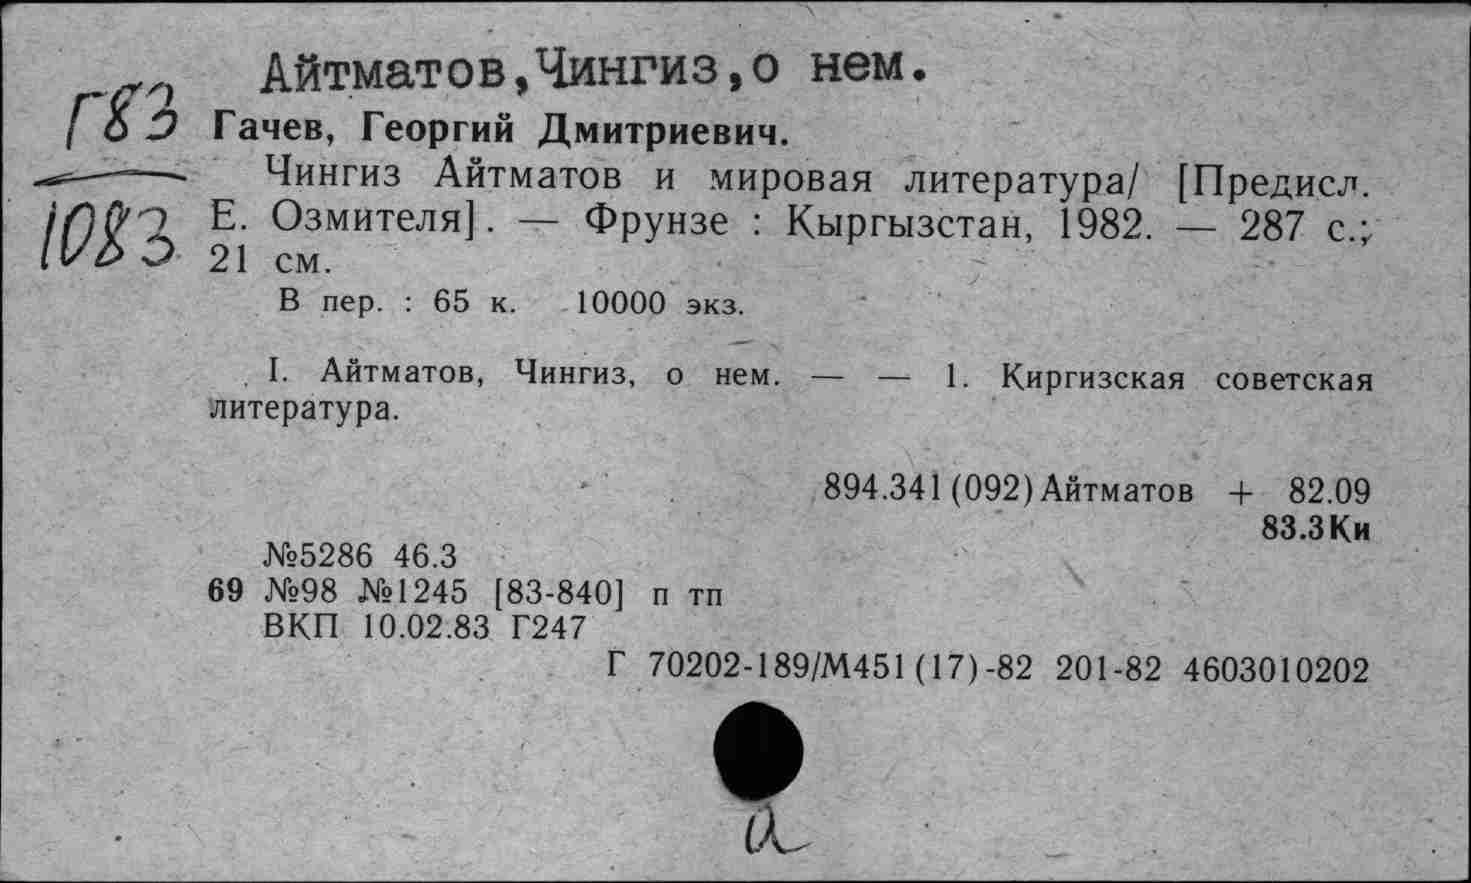 Айтматов,Чингиз,о нем.
Г83
1083
Гачев, Георгий Дмитриевич.
Чингиз Айтматов и мировая литература/ [Предисл.
Е. Озмителя]. — Фрунзе : Кыргызстан, 1982. — 287 с.;
21 см.
В пер. : 65 к. 10000 экз.
I. Айтматов, Чингиз, о нем. — — 1. Киргизская советская
литература.
894.341(092)Айтматов + 82.09
83.3Ки
№5286 46.3
69 №98 №1245 [83-840] п тп
ВКП 10.02.83 Г247
Г 70202-189/М451(17)-82 201-82 4603010202
а